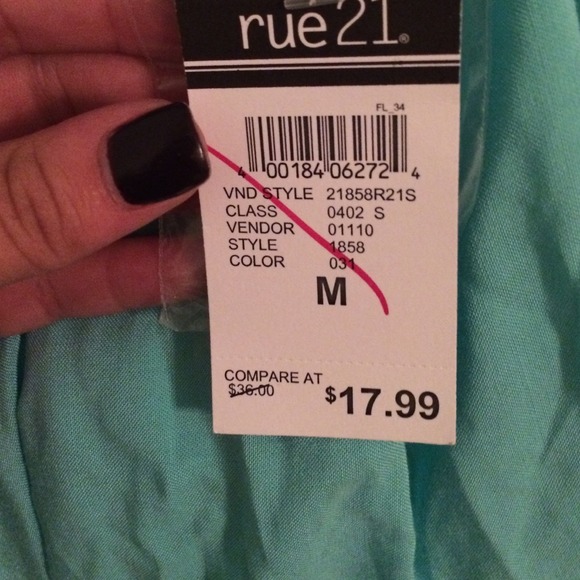 rue21®
FL_34
4 00184 06272 4
VND STYLE 21858R21S
CLASS 0402 S
VENDOR 01110
STYLE 1858
COLOR 031
M
COMPARE AT
$36.00
$17.99